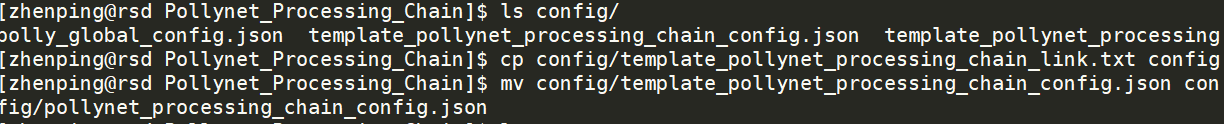 [zhenping@rsd Pollynet_Processing_Chain]$ ls config/
polly_global_config.json  template_pollynet_processing_chain_config.json  template_pollynet_processing
[zhenping@rsd Pollynet_Processing_Chain]$ cp config/template_pollynet_processing_chain_link.txt config
[zhenping@rsd Pollynet_Processing_Chain]$ mv config/template_pollynet_processing_chain_config.json con
fig/pollynet_processing_chain_config.json